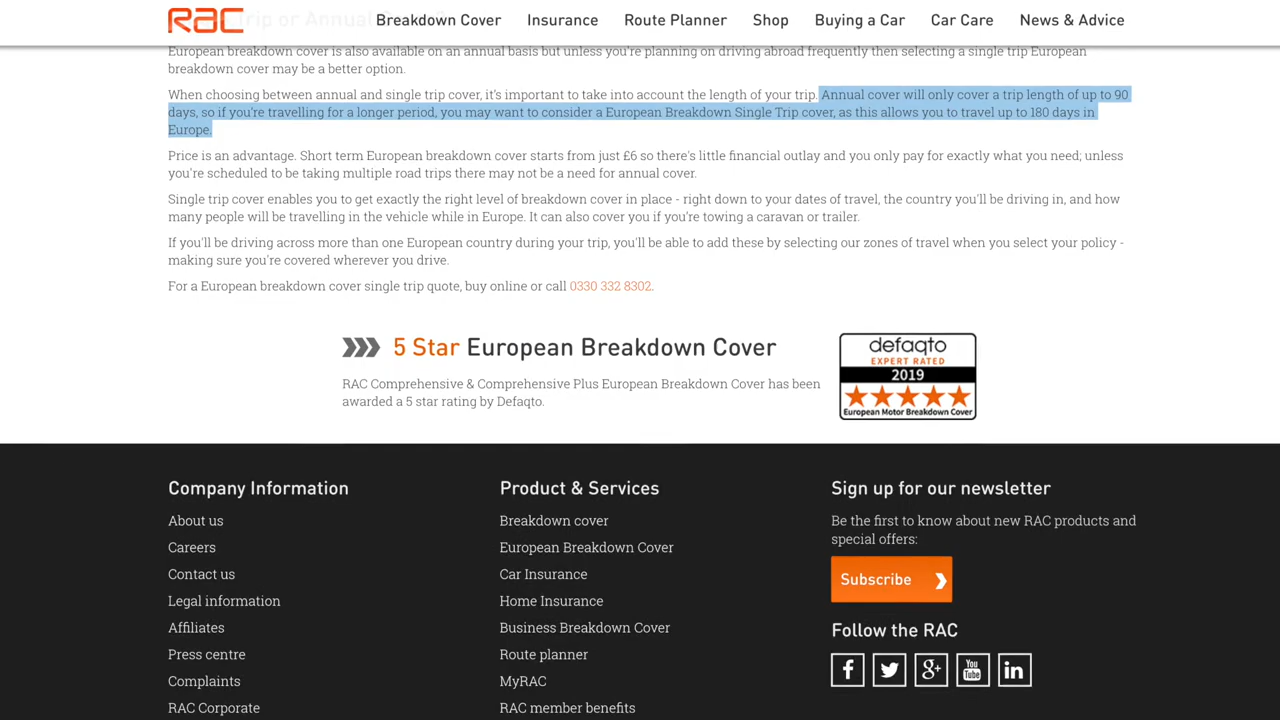 RAC
Breakdown Cover
Insurance
Route Planner
Shop
Buying a Car
Car Care
News & Advice
Trip or Annual
European breakdown cover is also available on an annual basis but unless you're planning on driving abroad frequently then selecting a single trip European
breakdown cover may be a better option.
When choosing between annual and single trip cover, it's important to take into account the length of your trip. Annual cover will only cover a trip length of up to 90
days, so if you're travelling for a longer period, you may want to consider a European Breakdown Single Trip cover, as this allows you to travel up to 180 days in
Europe.
Price is an advantage. Short term European breakdown cover starts from just £6 so there's little financial outlay and you only pay for exactly what you need; unless
you're scheduled to be taking multiple road trips there may not be a need for annual cover.
Single trip cover enables you to get exactly the right level of breakdown cover in place - right down to your dates of travel, the country you'll be driving in, and how
many people will be travelling in the vehicle while in Europe. It can also cover you if you're towing a caravan or trailer.
If you'll be driving across more than one European country during your trip, you'll be able to add these by selecting our zones of travel when you select your policy -
making sure you're covered wherever you drive.
For a European breakdown cover single trip quote, buy online or call 0330 332 8302.
5 Star European Breakdown Cover
RAC Comprehensive & Comprehensive Plus European Breakdown Cover has been
awarded a 5 star rating by Defaqto.
defaqto
EXPERT RATED
2019
European Motor Breakdown Cover
Company Information
About us
Careers
Contact us
Legal information
Affiliates
Press centre
Complaints
RAC Corporate
Product & Services
Breakdown cover
European Breakdown Cover
Car Insurance
Home Insurance
Business Breakdown Cover
Route planner
MyRAC
RAC member benefits
Sign up for our newsletter
Be the first to know about new RAC products and
special offers:
Subscribe
Follow the RAC
f
g+
You
Tube
in